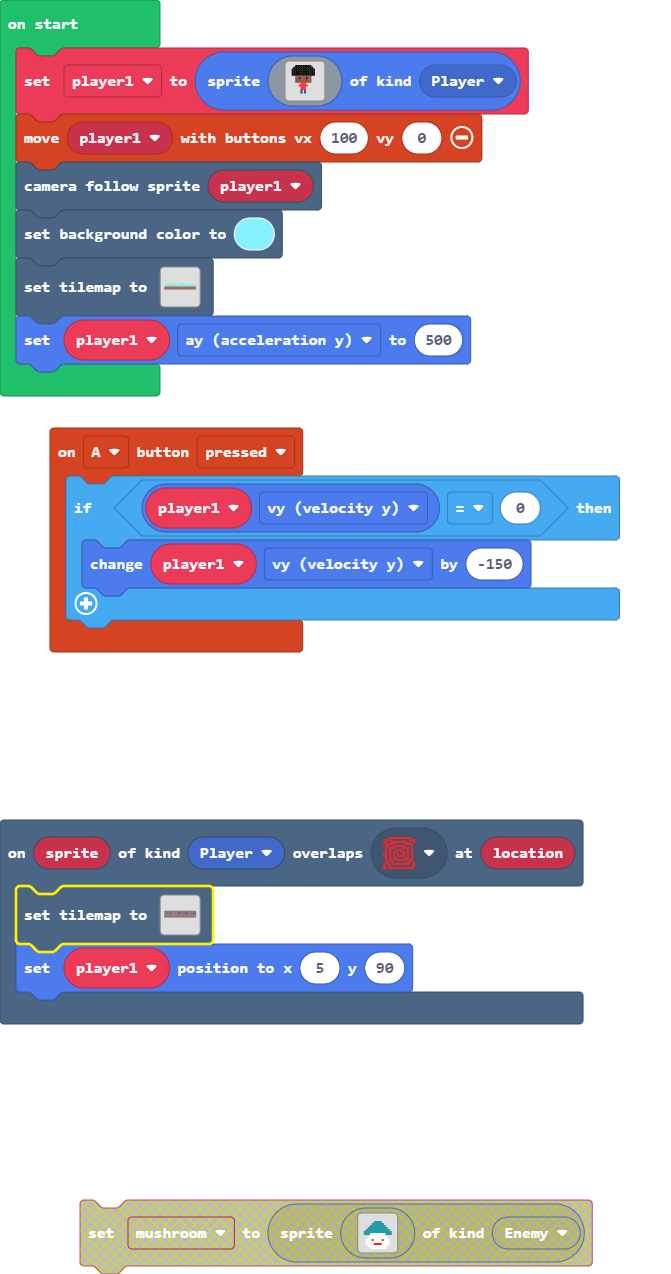 on start
set player1 to sprite of kind Player
move player1 with buttons vx 100 vy 0
camera follow sprite player1
set background color to
set tilemap to
set player1 ay (acceleration y) to 500
on A button pressed
if player1 vy (velocity y) = 0 then
change player1 vy (velocity y) by -150
on sprite of kind Player overlaps at location
set tilemap to
set player1 position to x 5 y 90
set mushroom to sprite of kind Enemy